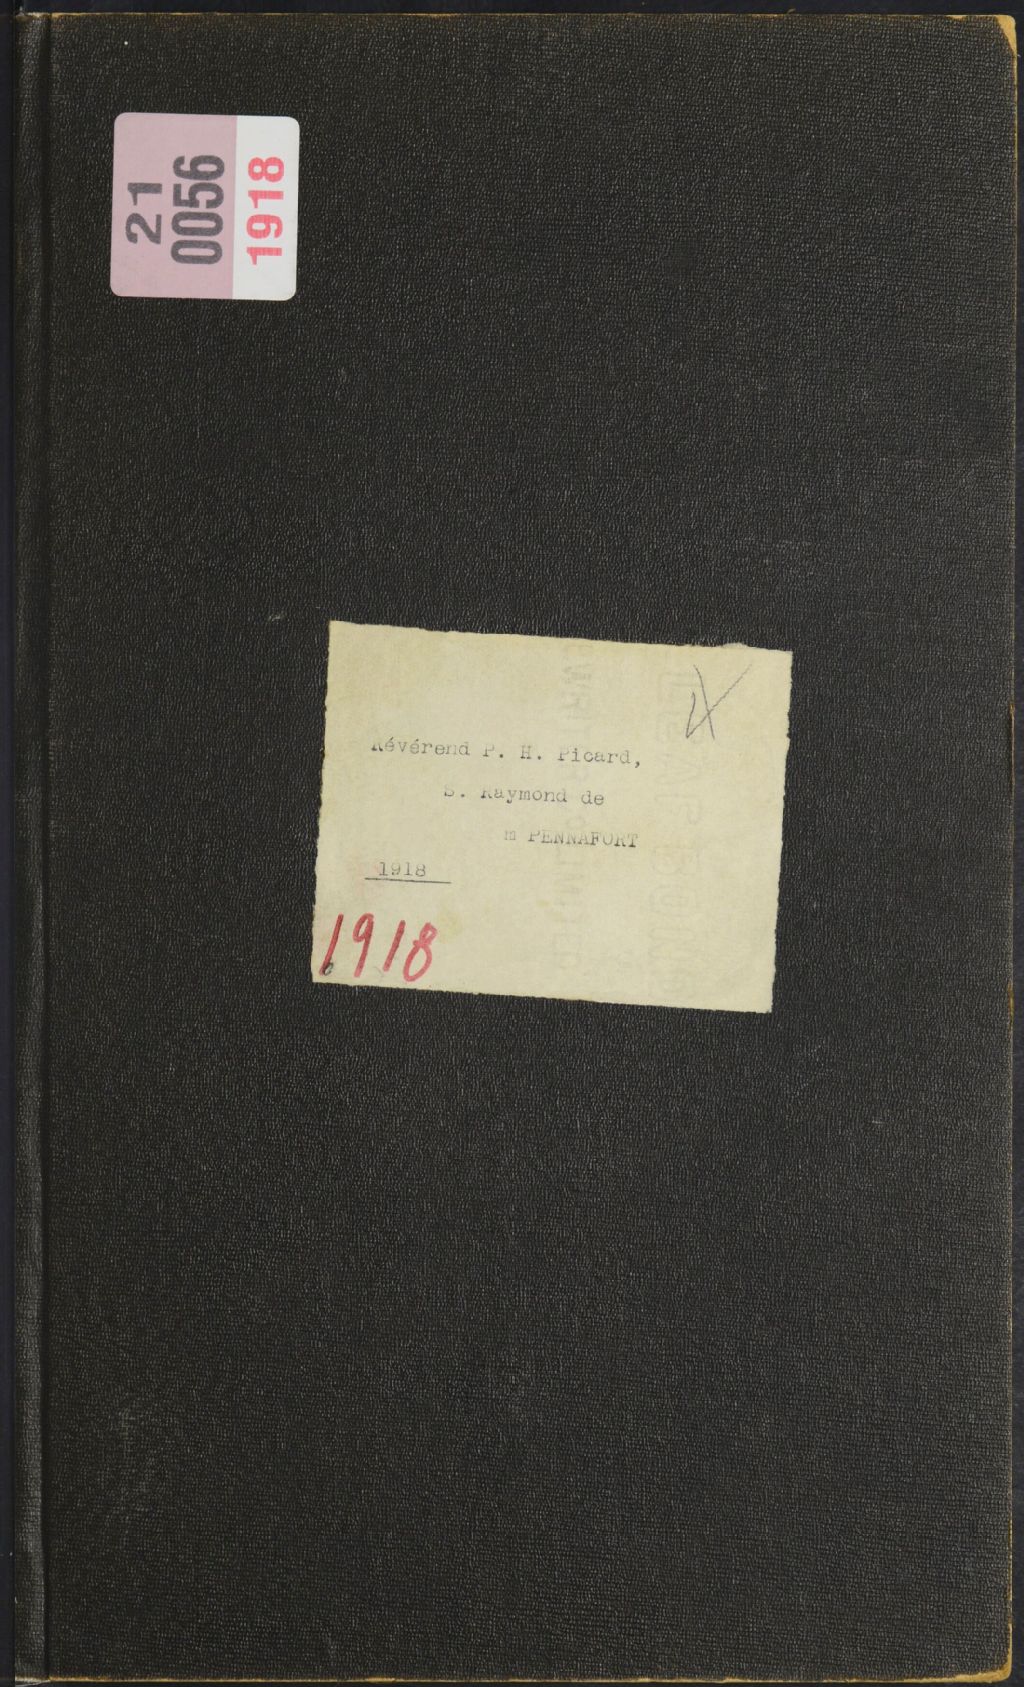 21
0056
1918
Révérend P. H. Picard,
S. Raymond de
m PENNAFORT
1918
1918